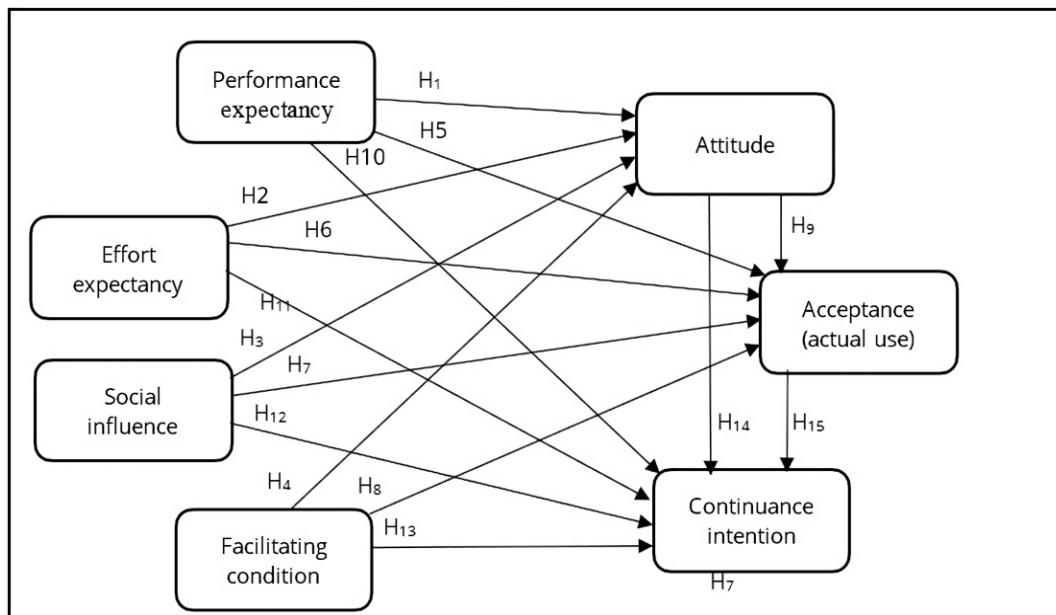 Performance
expectancy
H₁
H5
H10
Attitude
H2
H6
H₉
Effort
expectancy
H₁₁
Acceptance
(actual use)
H₃
H₇
Social
influence
H₁₂
H₁₄
H₁₅
H₄
H₈
H₁₃
Continuance
intention
Facilitating
condition
H₇